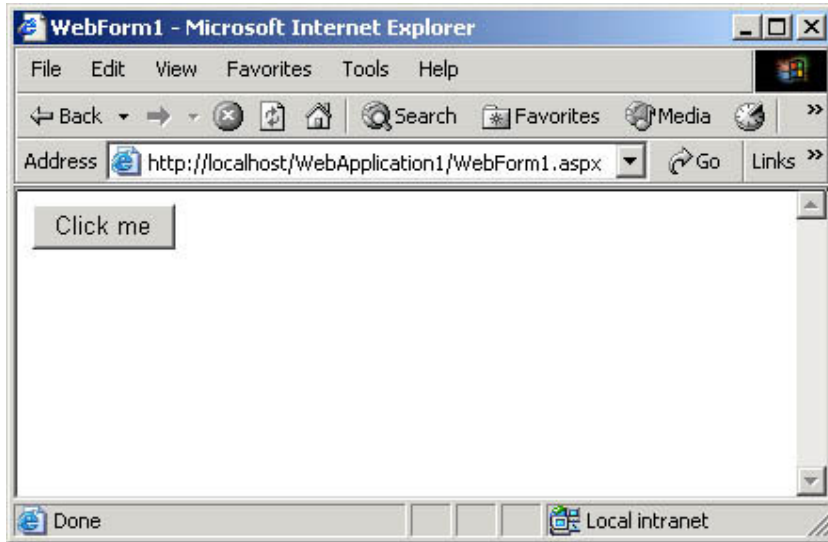 WebForm1 - Microsoft Internet Explorer
File Edit View Favorites Tools Help
Back Search Favorites Media »
Address http://localhost/WebApplication1/WebForm1.aspx Go Links »
Click me
Done Local intranet